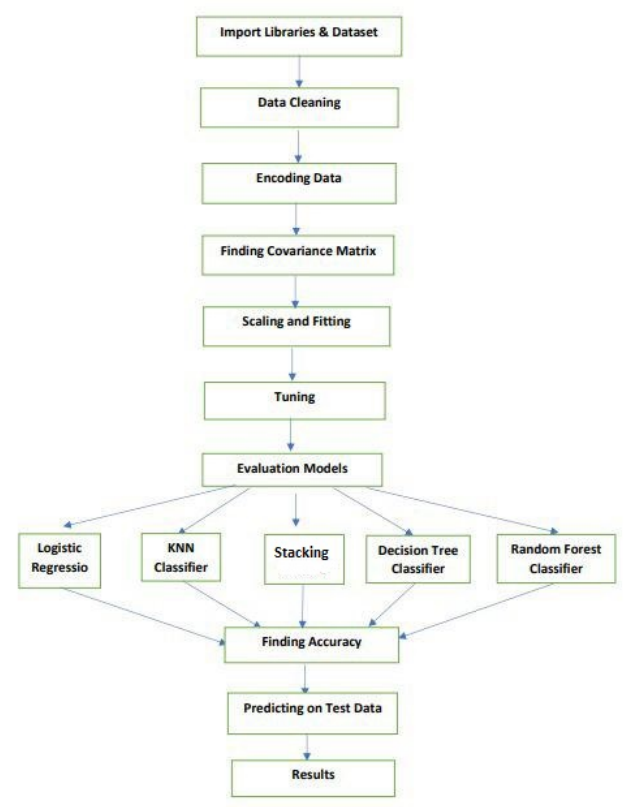 Import Libraries & Dataset
Data Cleaning
Encoding Data
Finding Covariance Matrix
Scaling and Fitting
Tuning
Evaluation Models
Logistic
Regressio
KNN
Classifier
Stacking
Decision Tree
Classifier
Random Forest
Classifier
Finding Accuracy
Predicting on Test Data
Results